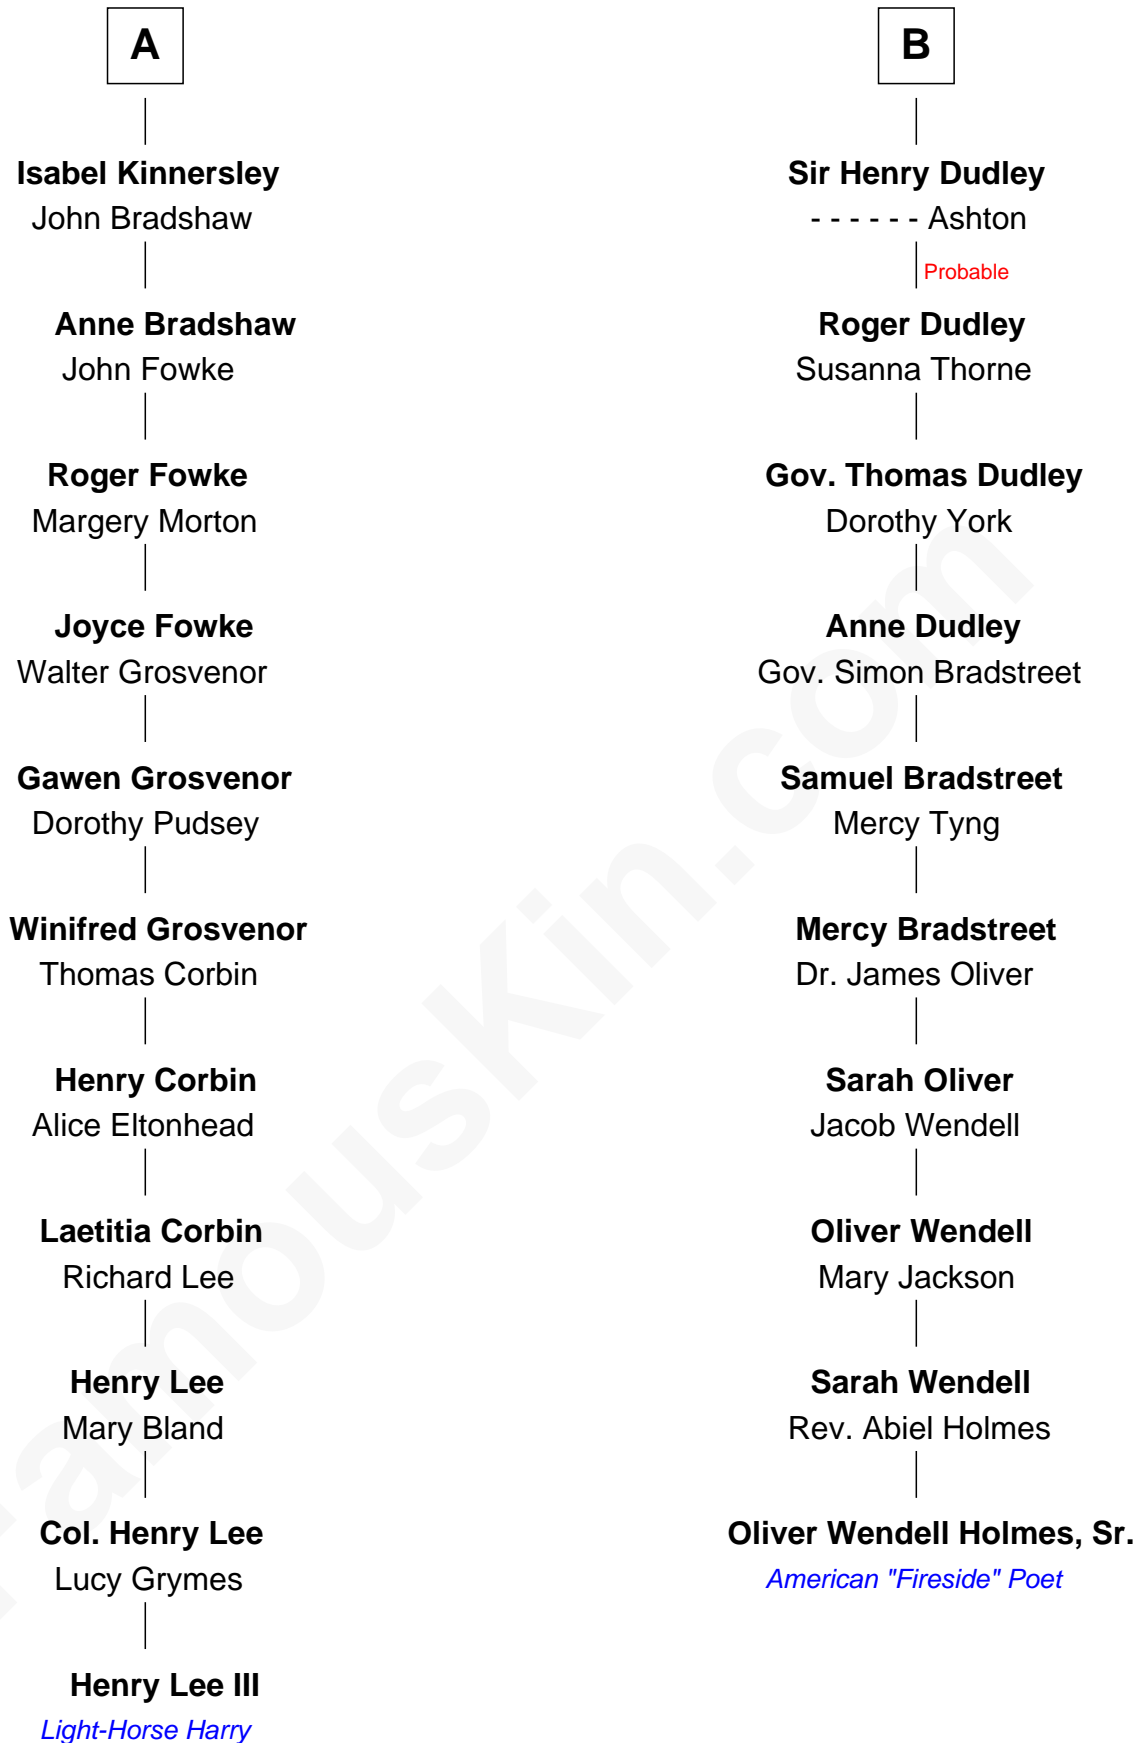 A
Isabel Kinnersley
John Bradshaw
Anne Bradshaw
John Fowke
Roger Fowke
Margery Morton
Joyce Fowke
Walter Grosvenor
Gawen Grosvenor
Dorothy Pudsey
Winifred Grosvenor
Thomas Corbin
Henry Corbin
Alice Eltonhead
Laetitia Corbin
Richard Lee
Henry Lee
Mary Bland
Col. Henry Lee
Lucy Grymes
Henry Lee III
Light-Horse Harry
B
Sir Henry Dudley
- - - - - - Ashton
Probable
Roger Dudley
Susanna Thorne
Gov. Thomas Dudley
Dorothy York
Anne Dudley
Gov. Simon Bradstreet
Samuel Bradstreet
Mercy Tyng
Mercy Bradstreet
Dr. James Oliver
Sarah Oliver
Jacob Wendell
Oliver Wendell
Mary Jackson
Sarah Wendell
Rev. Abiel Holmes
Oliver Wendell Holmes, Sr.
American "Fireside" Poet
FamousKin.com